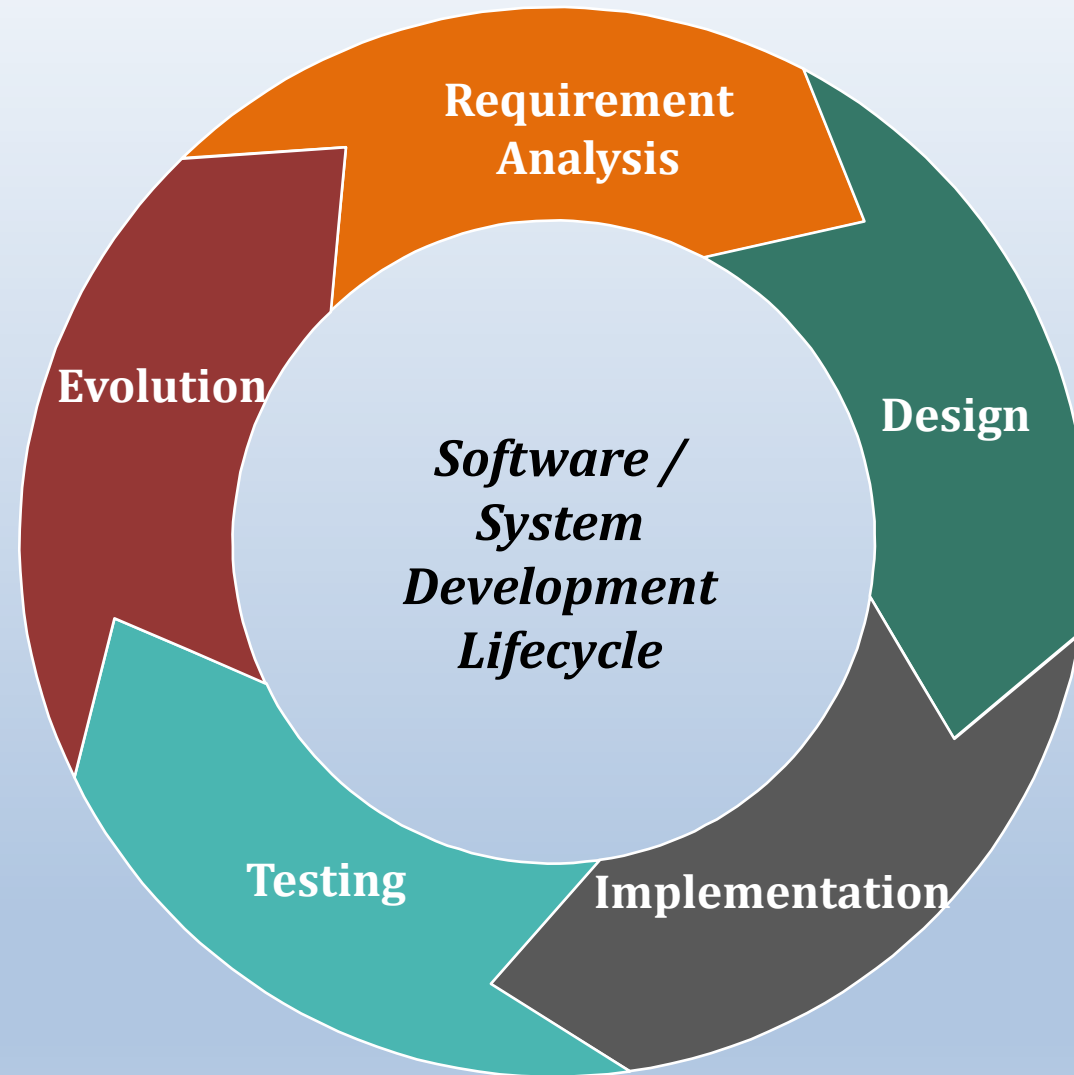 Requirement
Analysis
Design
Implementation
Testing
Evolution
Software /
System
Development
Lifecycle